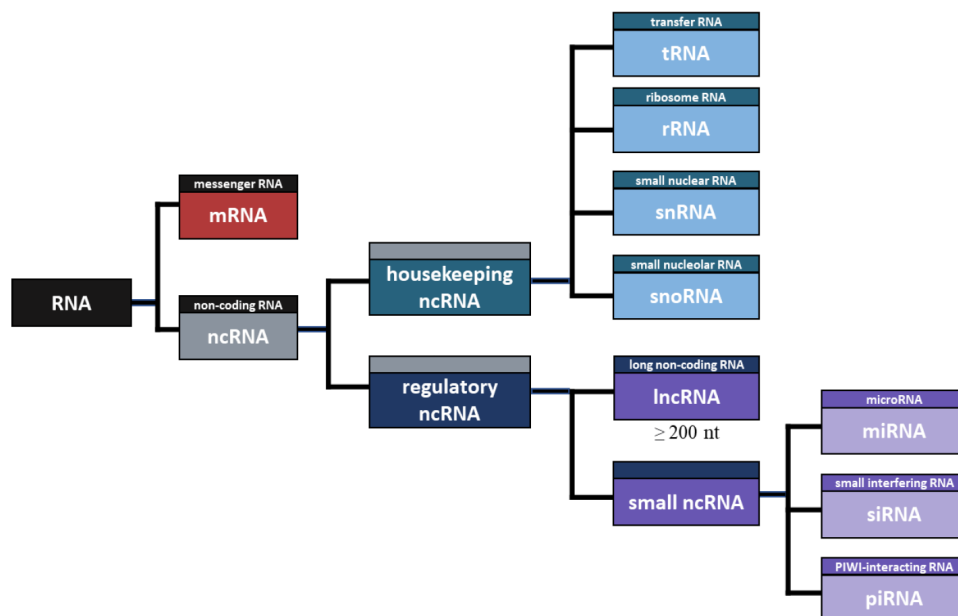 transfer RNA
tRNA
ribosome RNA
rRNA
messenger RNA
mRNA
small nuclear RNA
snRNA
housekeeping
ncRNA
small nucleolar RNA
snoRNA
RNA
non-coding RNA
ncRNA
regulatory
ncRNA
long non-coding RNA
lncRNA
≥ 200 nt
microRNA
miRNA
small ncRNA
small interfering RNA
siRNA
PIWI-interacting RNA
piRNA